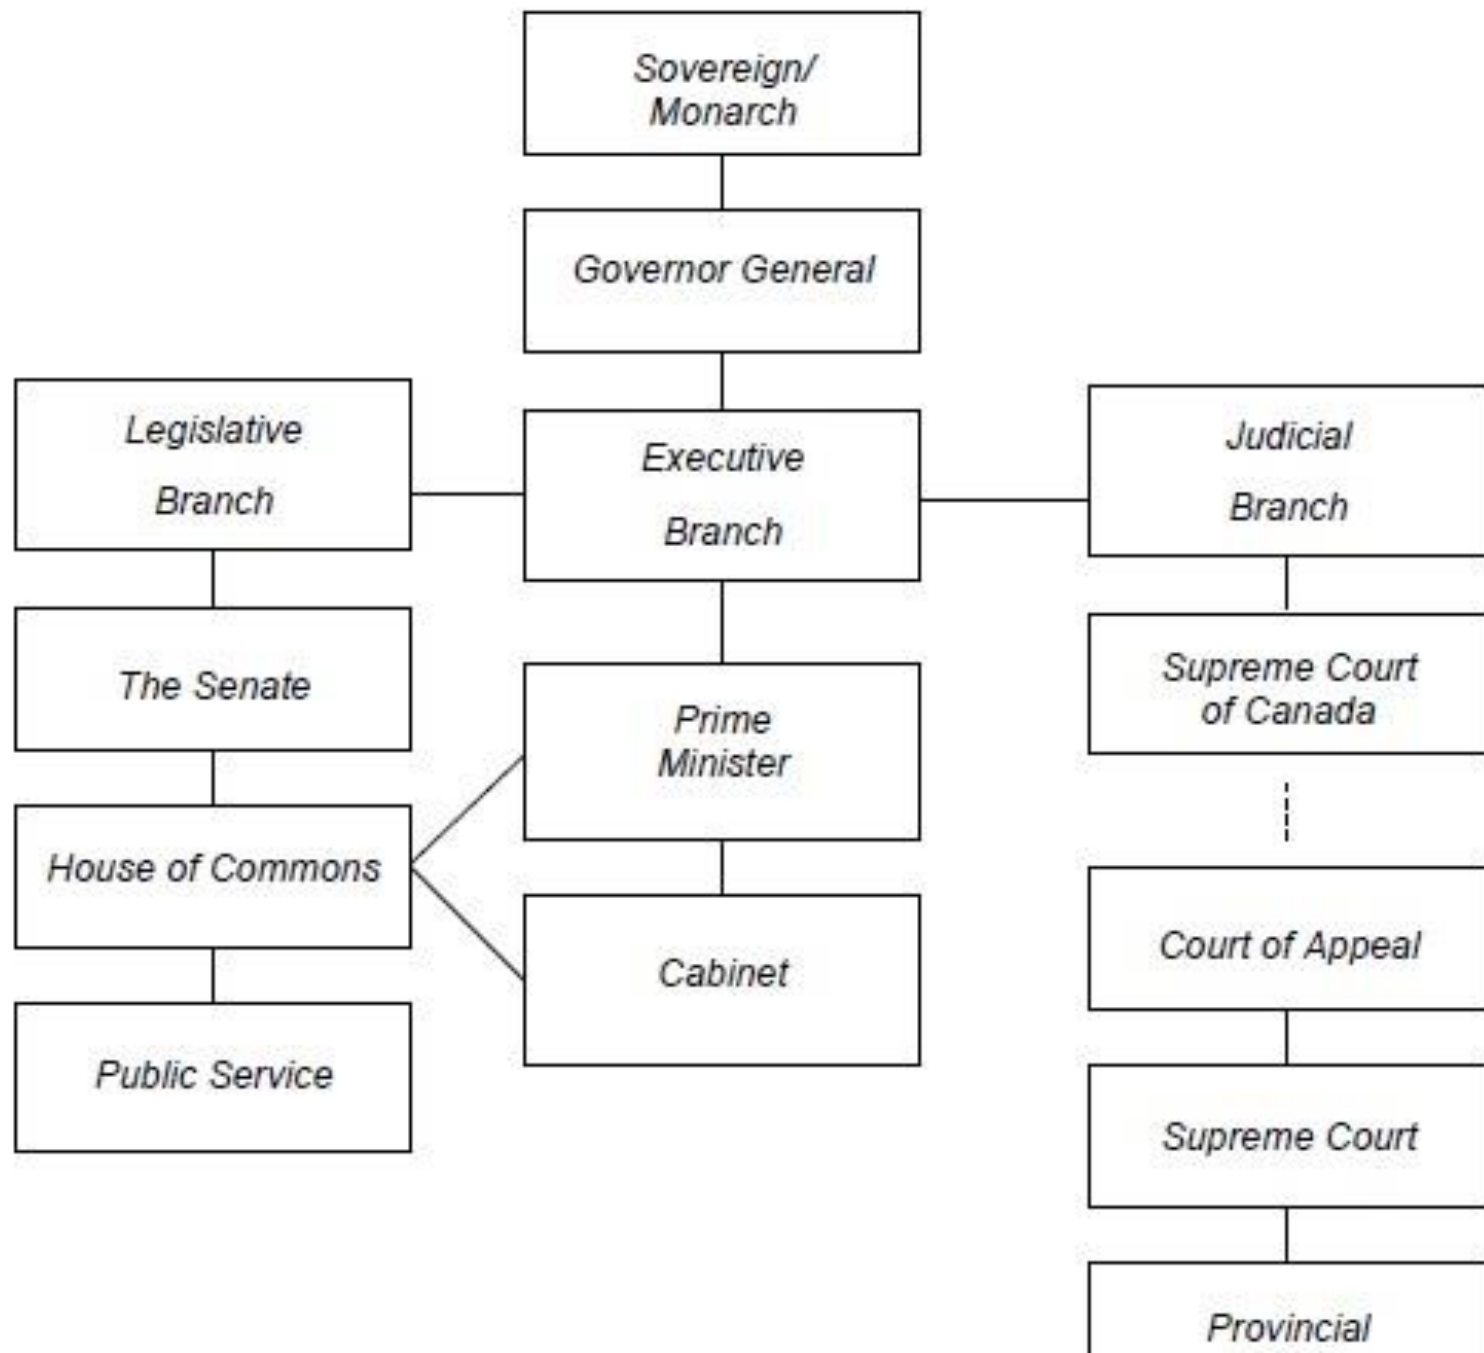 Sovereign/
Monarch
Governor General
Legislative
Branch
Executive
Branch
Judicial
Branch
The Senate
Prime
Minister
Supreme Court
of Canada
House of Commons
Cabinet
Court of Appeal
Public Service
Supreme Court
Provincial